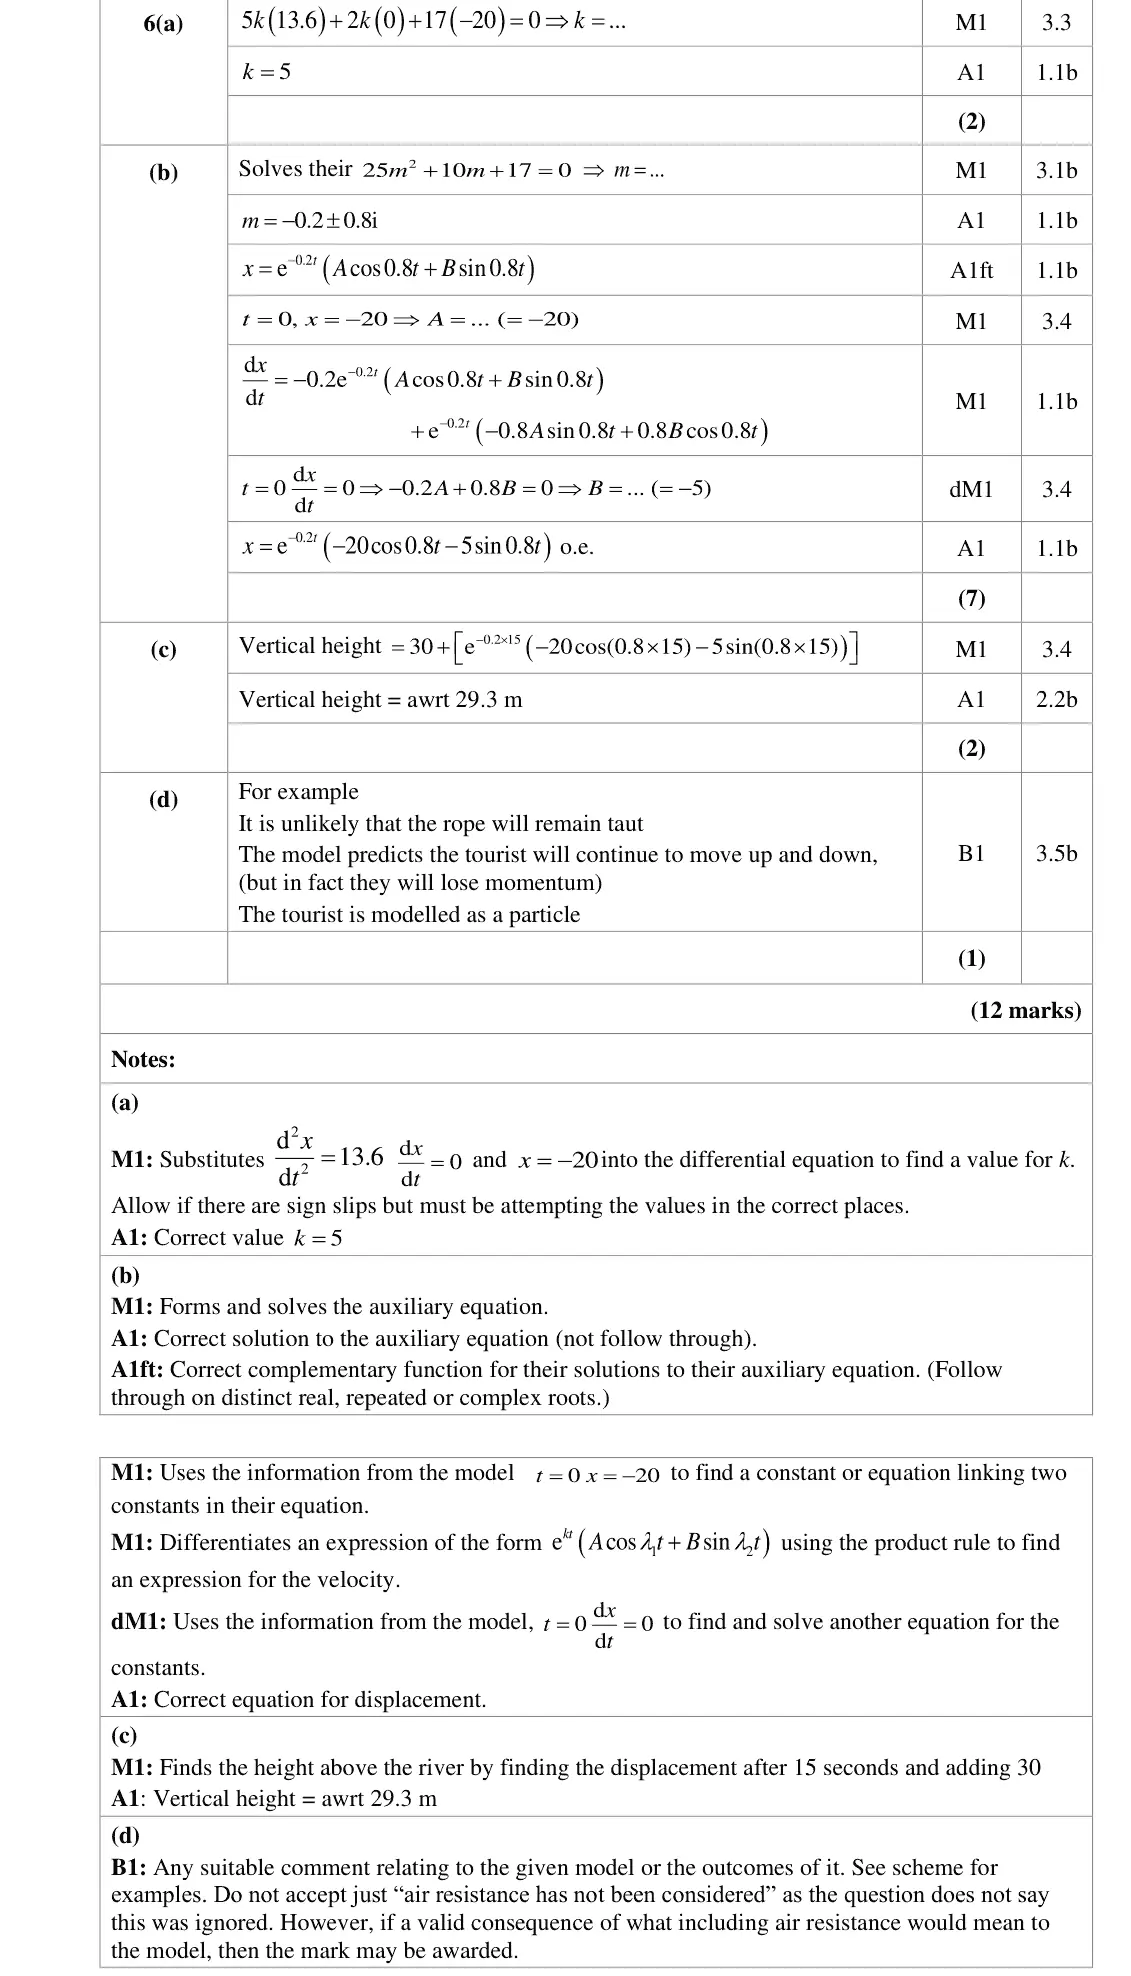 6(a) 5k(13.6)+2k(0)+17(−20)=0⇒k=... M1 3.3
k=5 A1 1.1b
(2)
(b) Solves their 25m²+10m+17=0 ⇒ m=... M1 3.1b
m=−0.2±0.8i A1 1.1b
x=e^(−0.2t)(Acos0.8t+Bsin0.8t) A1ft 1.1b
t=0, x=−20⇒A=... (=−20) M1 3.4
dx/dt=−0.2e^(−0.2t)(Acos0.8t+Bsin0.8t)
+e^(−0.2t)(−0.8Asin0.8t+0.8Bcos0.8t) M1 1.1b
t=0 dx/dt=0⇒−0.2A+0.8B=0⇒B=... (=−5) dM1 3.4
x=e^(−0.2t)(−20cos0.8t−5sin0.8t) o.e. A1 1.1b
(7)
(c) Vertical height =30+[e^(−0.2×15)(−20cos(0.8×15)−5sin(0.8×15))] M1 3.4
Vertical height = awrt 29.3 m A1 2.2b
(2)
(d) For example
It is unlikely that the rope will remain taut
The model predicts the tourist will continue to move up and down, B1 3.5b
(but in fact they will lose momentum)
The tourist is modelled as a particle
(1)
(12 marks)
Notes:
(a)
M1: Substitutes d²x/dt²=13.6 dx/dt=0 and x=−20into the differential equation to find a value for k.
Allow if there are sign slips but must be attempting the values in the correct places.
A1: Correct value k=5
(b)
M1: Forms and solves the auxiliary equation.
A1: Correct solution to the auxiliary equation (not follow through).
A1ft: Correct complementary function for their solutions to their auxiliary equation. (Follow
through on distinct real, repeated or complex roots.)
M1: Uses the information from the model t=0 x=−20 to find a constant or equation linking two
constants in their equation.
M1: Differentiates an expression of the form e^(kt)(Acosλ₁t+Bsinλ₂t) using the product rule to find
an expression for the velocity.
dM1: Uses the information from the model, t=0 dx/dt=0 to find and solve another equation for the
constants.
A1: Correct equation for displacement.
(c)
M1: Finds the height above the river by finding the displacement after 15 seconds and adding 30
A1: Vertical height = awrt 29.3 m
(d)
B1: Any suitable comment relating to the given model or the outcomes of it. See scheme for
examples. Do not accept just “air resistance has not been considered” as the question does not say
this was ignored. However, if a valid consequence of what including air resistance would mean to
the model, then the mark may be awarded.